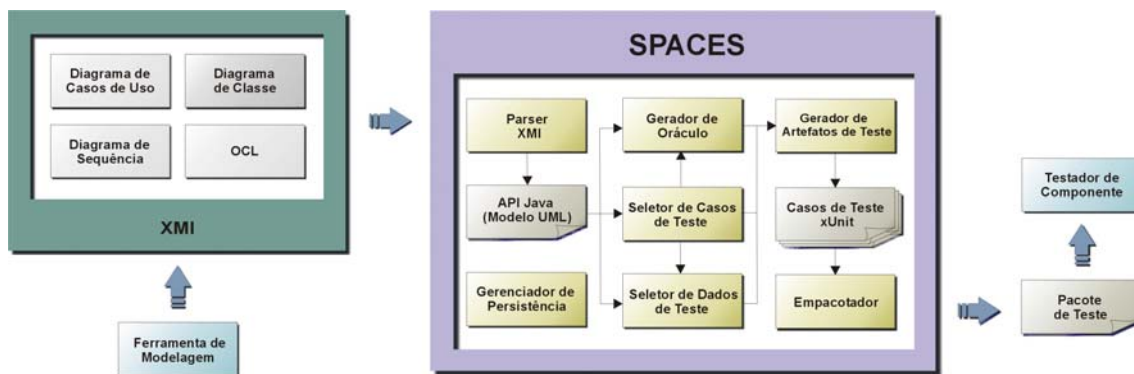 Diagrama de
Casos de Uso
Diagrama
de Classe
Diagrama de
Sequência
OCL
XMI
Ferramenta de
Modelagem
SPACES
Parser
XMI
Gerador de
Oráculo
Gerador de
Artefatos de Teste
API Java
(Modelo UML)
Seletor de Casos
de Teste
Casos de Teste
xUnit
Gerenciador de
Persistência
Seletor de Dados
de Teste
Empacotador
Testador de
Componente
Pacote
de Teste